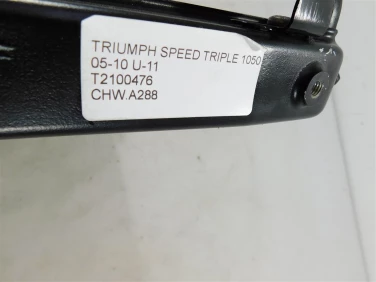 TRIUMPH SPEED TRIPLE 1050
05-10 U-11
T2100476
CHW.A288